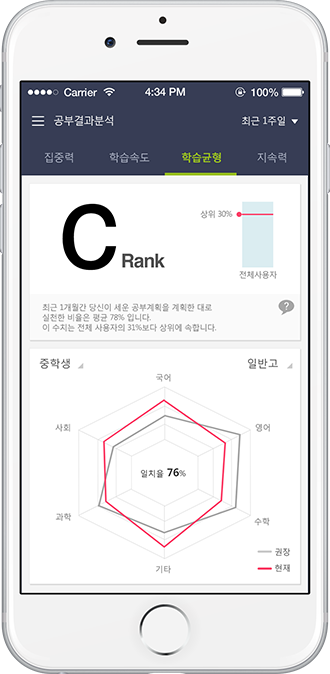 Carrier 4:34 PM 100%
공부결과분석 최근 1주일
집중력 학습속도 학습균형 지속력
C Rank
상위 30%
전체사용자
최근 1개월간 당신이 세운 공부계획을 계획한 대로
실전한 비율은 평균 78% 입니다.
이 수치는 전체 사용자의 31%보다 상위에 속합니다.
?
중학생 일반고
국어
사회 영어
일치율 76%
과학 수학
기타
권장
현재